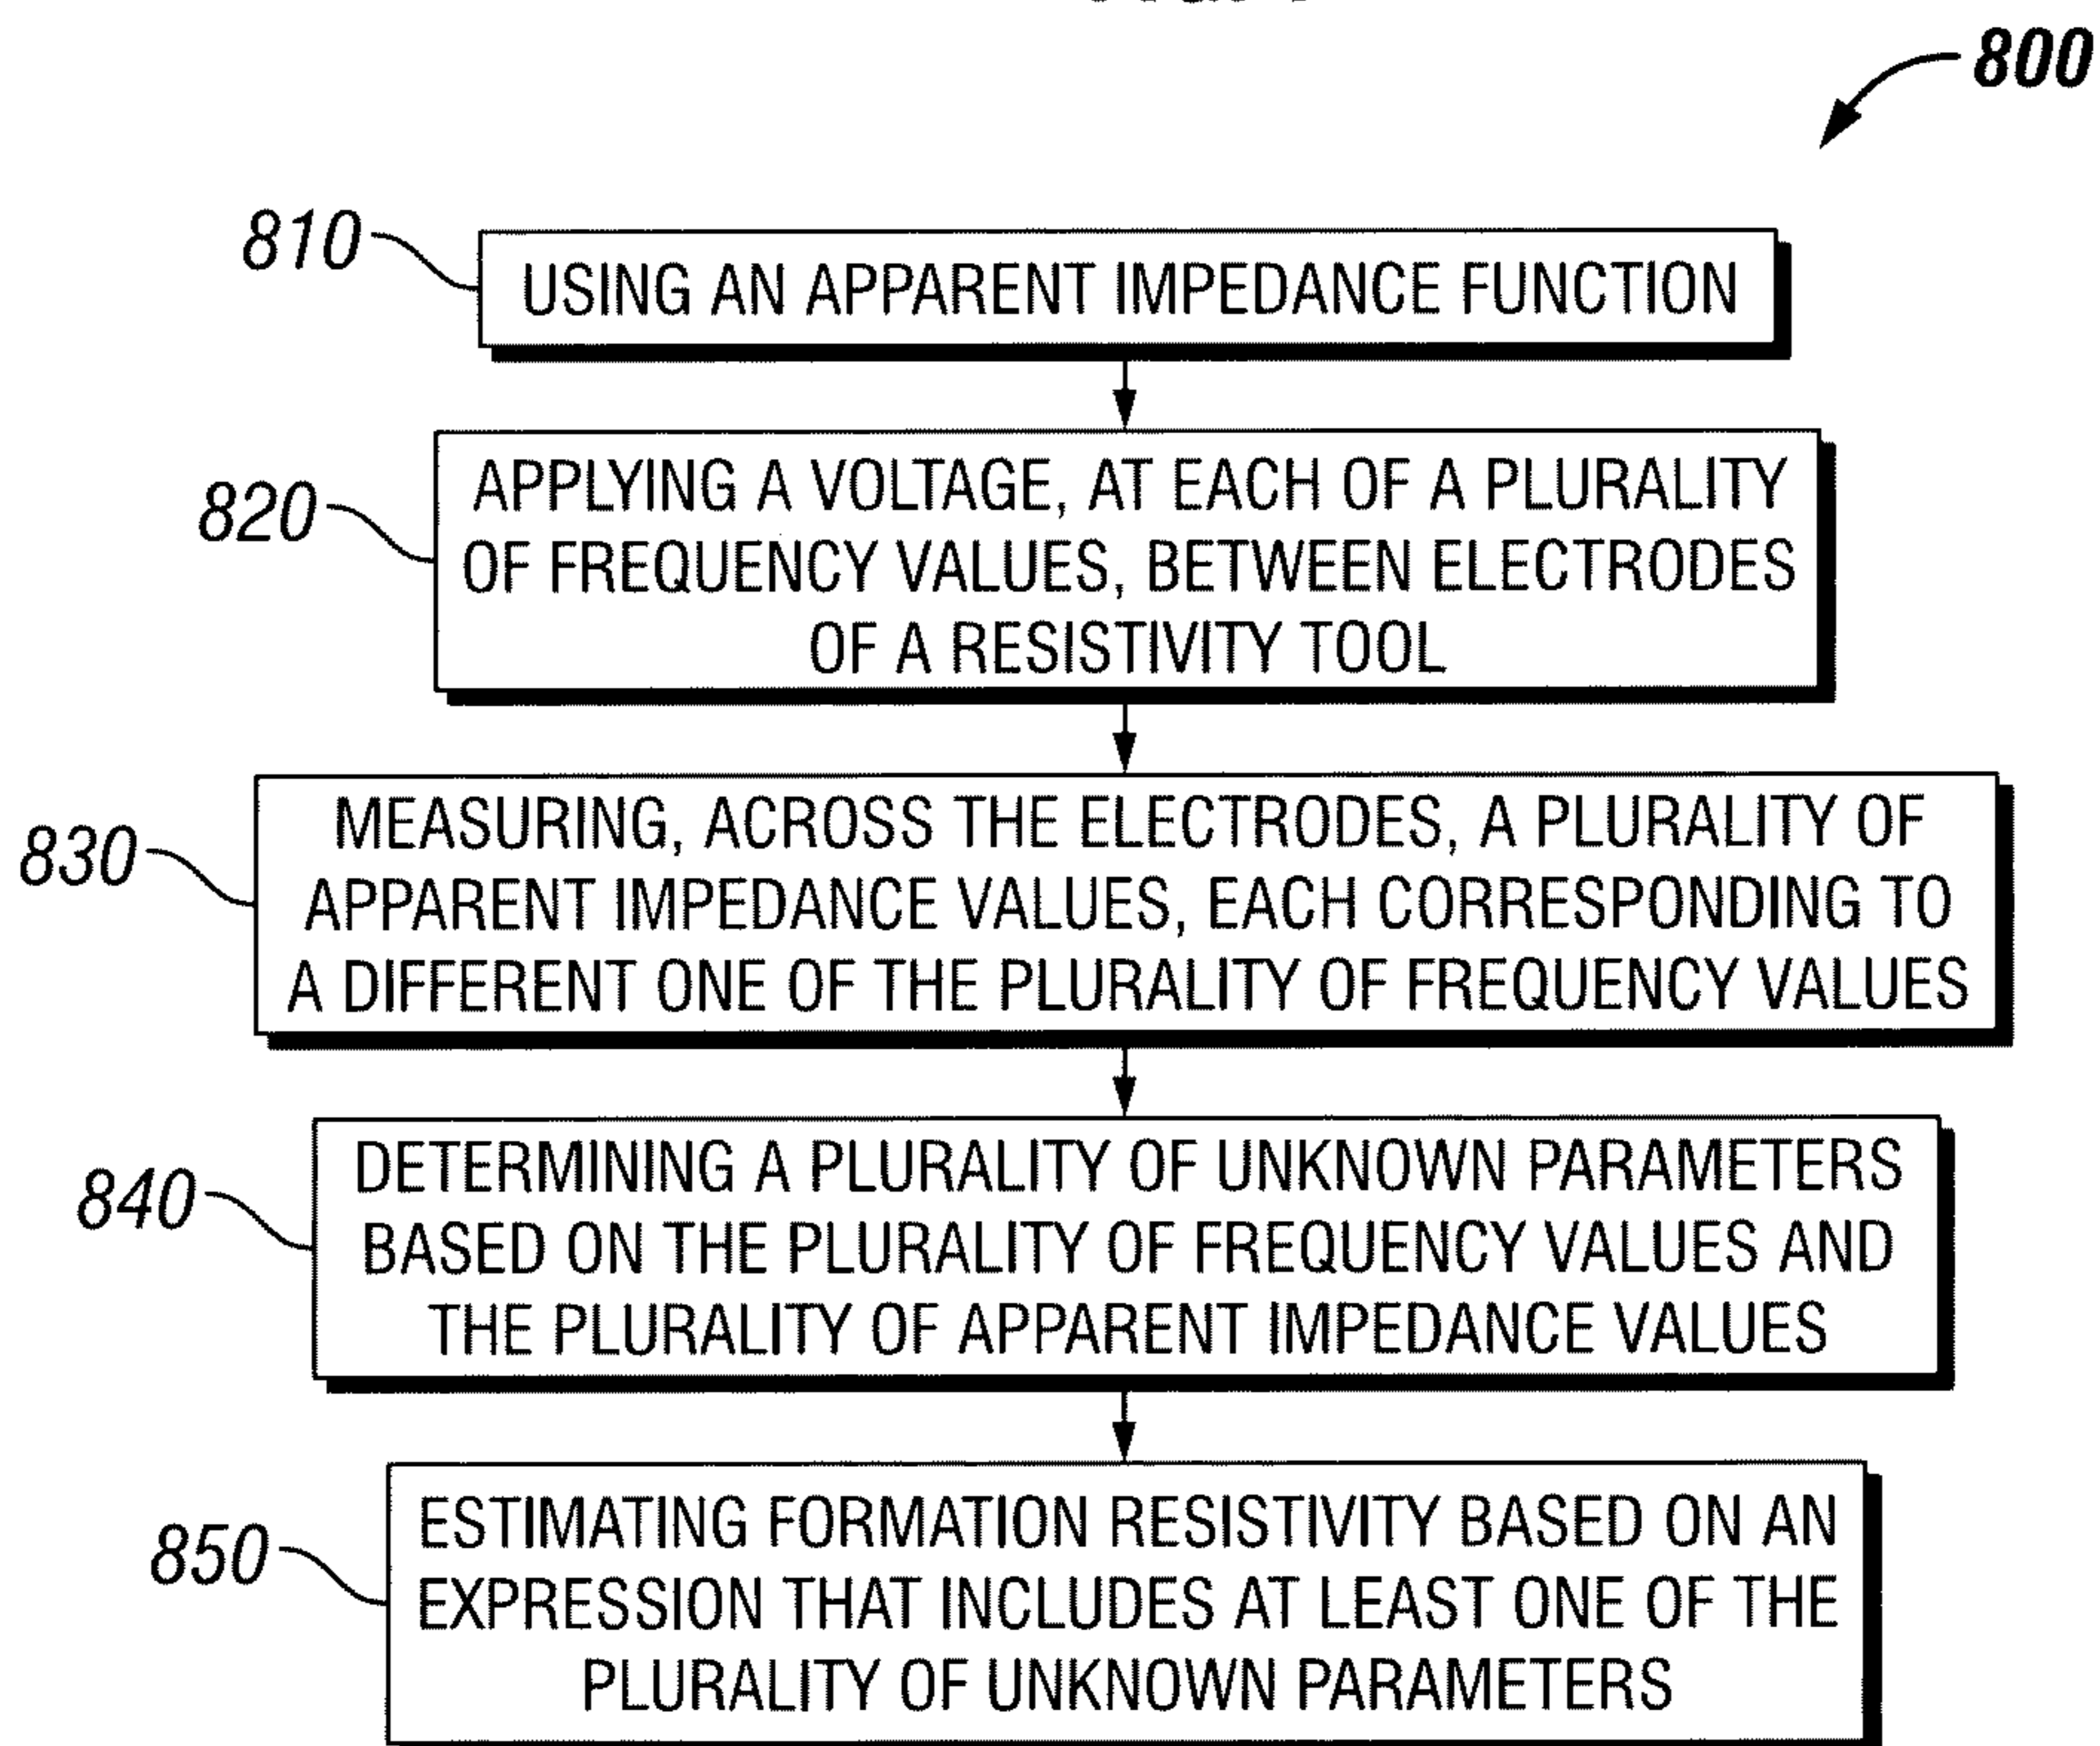 800
810
USING AN APPARENT IMPEDANCE FUNCTION
820
APPLYING A VOLTAGE, AT EACH OF A PLURALITY
OF FREQUENCY VALUES, BETWEEN ELECTRODES
OF A RESISTIVITY TOOL
830
MEASURING, ACROSS THE ELECTRODES, A PLURALITY OF
APPARENT IMPEDANCE VALUES, EACH CORRESPONDING TO
A DIFFERENT ONE OF THE PLURALITY OF FREQUENCY VALUES
840
DETERMINING A PLURALITY OF UNKNOWN PARAMETERS
BASED ON THE PLURALITY OF FREQUENCY VALUES AND
THE PLURALITY OF APPARENT IMPEDANCE VALUES
850
ESTIMATING FORMATION RESISTIVITY BASED ON AN
EXPRESSION THAT INCLUDES AT LEAST ONE OF THE
PLURALITY OF UNKNOWN PARAMETERS